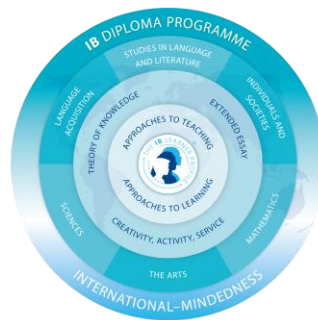 IB DIPLOMA PROGRAMME
STUDIES IN LANGUAGE
AND LITERATURE
LANGUAGE
ACQUISITION
INDIVIDUALS AND
SOCIETIES
THEORY OF KNOWLEDGE
EXTENDED ESSAY
APPROACHES TO TEACHING
THE IB LEARNER PROFILE
APPROACHES TO LEARNING
CREATIVITY, ACTIVITY, SERVICE
SCIENCES
MATHEMATICS
THE ARTS
INTERNATIONAL–MINDEDNESS